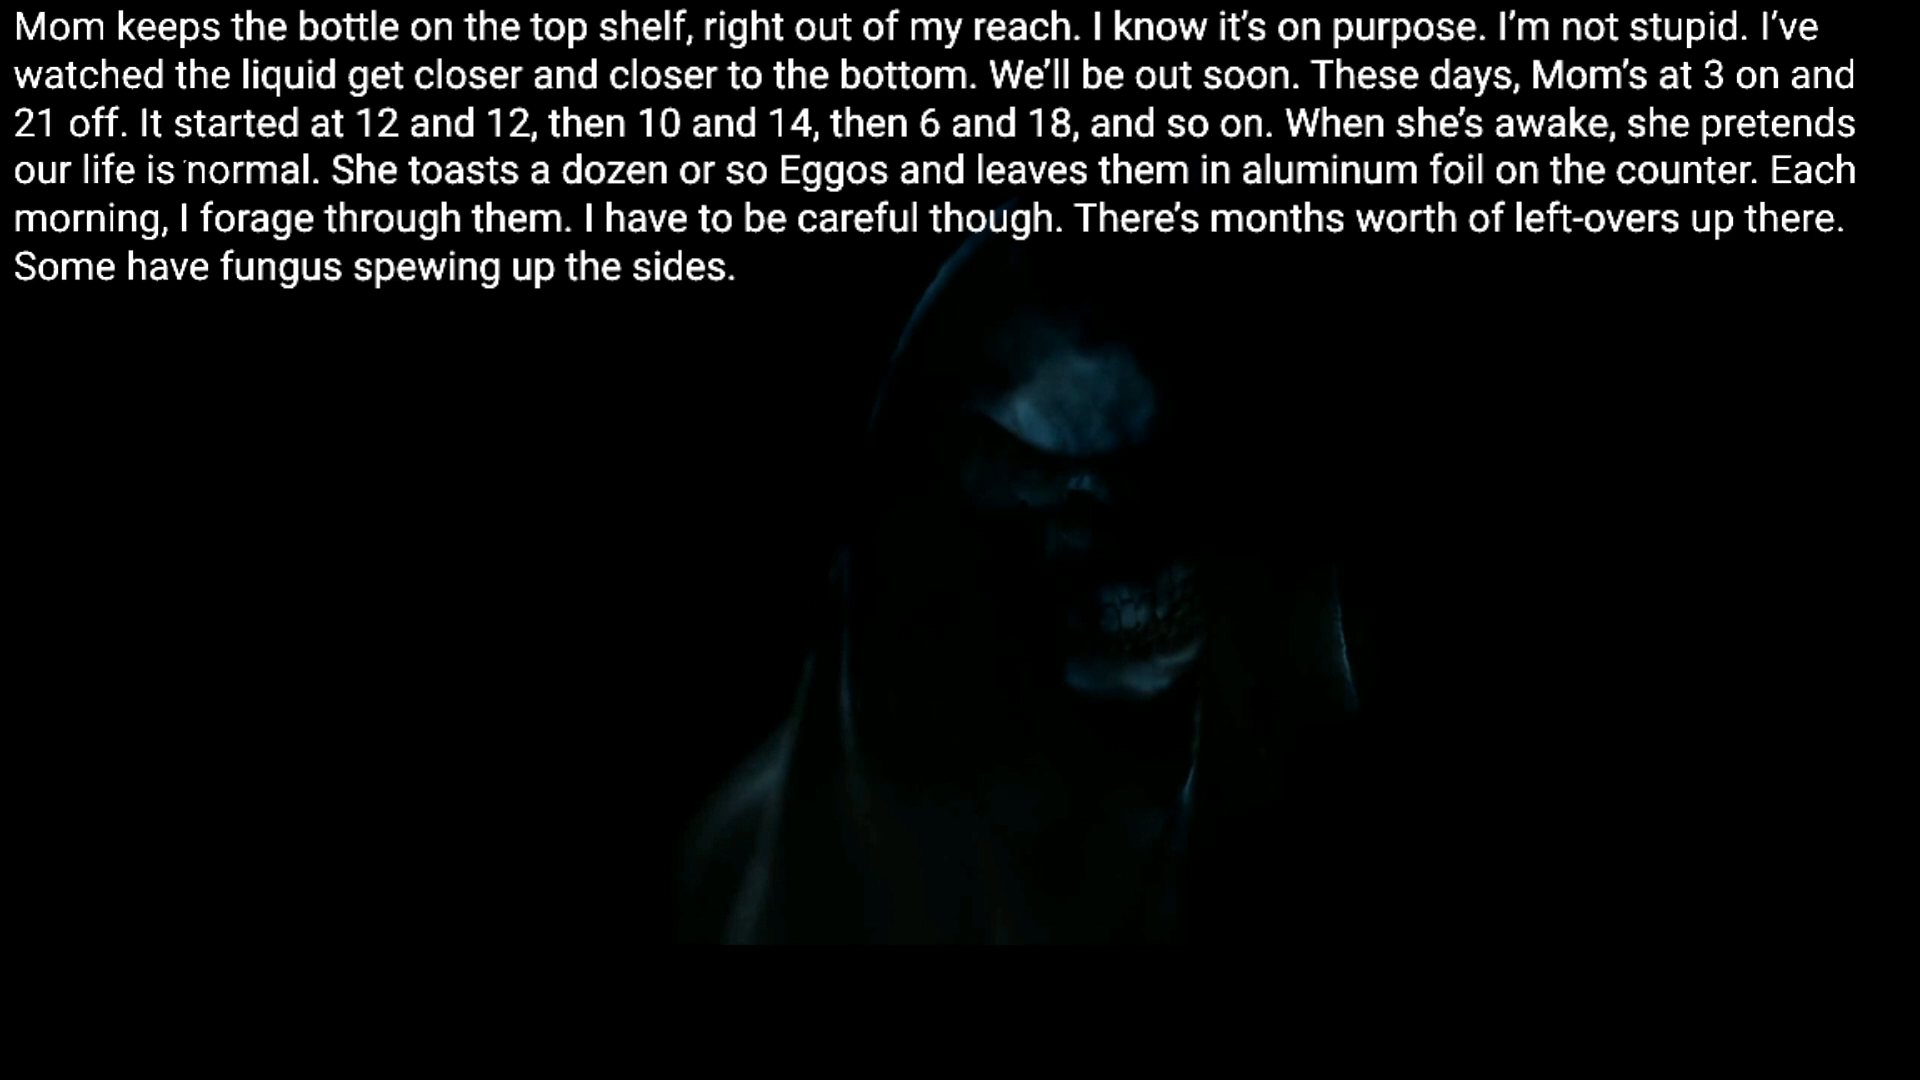 Mom keeps the bottle on the top shelf, right out of my reach. I know it’s on purpose. I’m not stupid. I’ve
watched the liquid get closer and closer to the bottom. We’ll be out soon. These days, Mom’s at 3 on and
21 off. It started at 12 and 12, then 10 and 14, then 6 and 18, and so on. When she’s awake, she pretends
our life is normal. She toasts a dozen or so Eggos and leaves them in aluminum foil on the counter. Each
morning, I forage through them. I have to be careful though. There’s months worth of left-overs up there.
Some have fungus spewing up the sides.